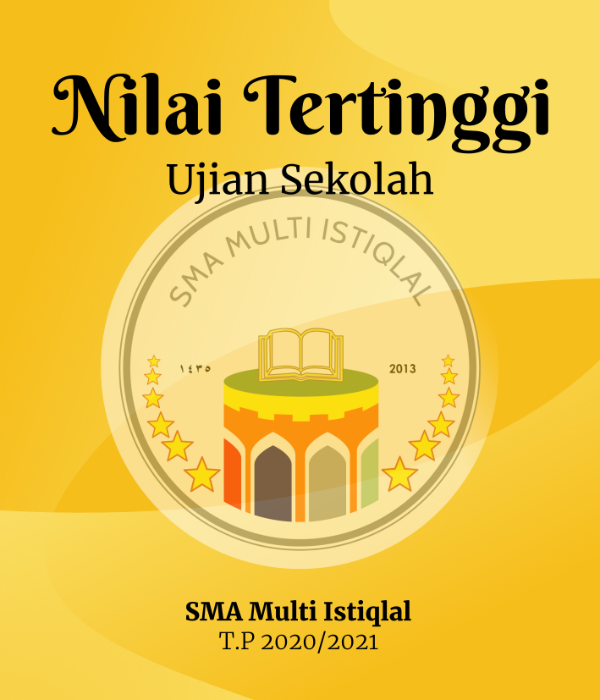 Nilai Tertinggi
Ujian Sekolah
SMA MULTI ISTIQLAL
١٤٣٥ 2013
SMA Multi Istiqlal
T.P 2020/2021